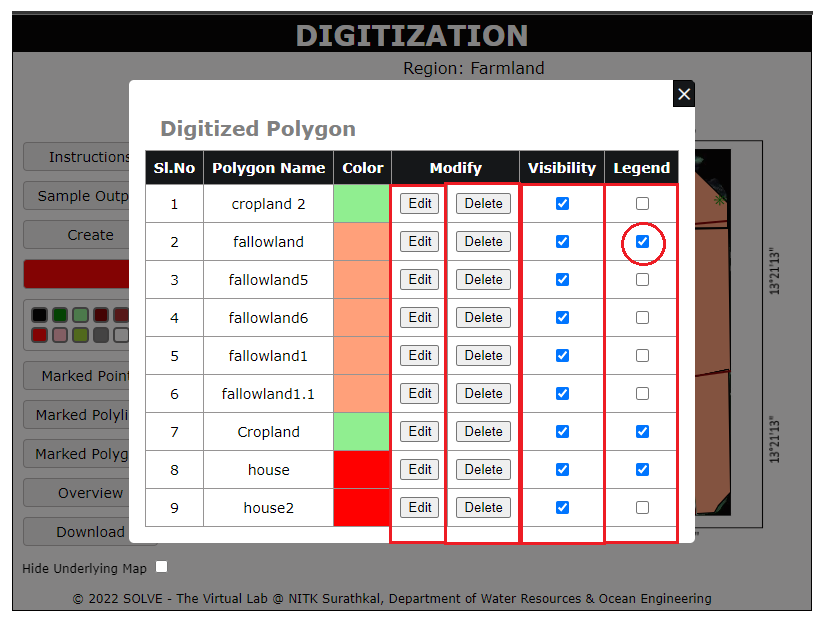 DIGITIZATION
Region: Farmland
Instructions
Sample Outp
Create
Marked Point
Marked Polyli
Marked Polyg
Overview
Download
Hide Underlying Map
Digitized Polygon
Sl.No Polygon Name Color Modify Visibility Legend
1 cropland 2 Edit Delete
2 fallowland Edit Delete
3 fallowland5 Edit Delete
4 fallowland6 Edit Delete
5 fallowland1 Edit Delete
6 fallowland1.1 Edit Delete
7 Cropland Edit Delete
8 house Edit Delete
9 house2 Edit Delete
13°21'13"
13°21'13"
© 2022 SOLVE - The Virtual Lab @ NITK Surathkal, Department of Water Resources & Ocean Engineering